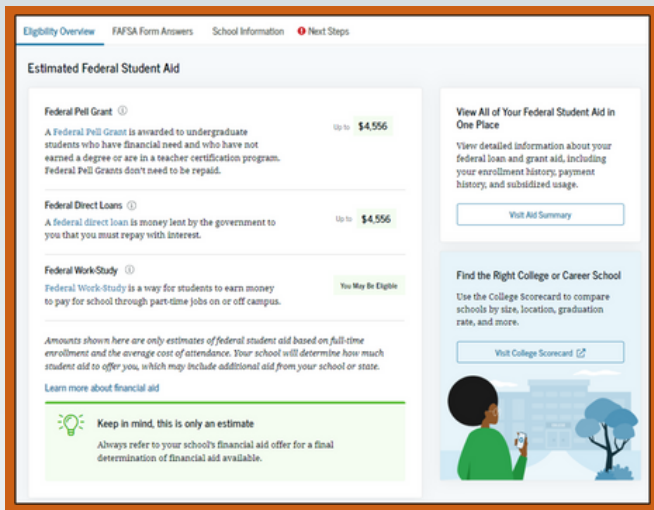 Eligibility Overview FAFSA Form Answers School Information Next Steps
Estimated Federal Student Aid
Federal Pell Grant
A Federal Pell Grant is awarded to undergraduate
students who have financial need and who have not
earned a degree or are in a teacher certification program.
Federal Pell Grants don't need to be repaid.
Up to $4,556
Federal Direct Loans
A federal direct loan is money lent by the government to
you that you must repay with interest.
Up to $4,556
Federal Work-Study
Federal Work-Study is a way for students to earn money
to pay for school through part-time jobs on or off campus.
You May Be Eligible
Amounts shown here are only estimates of federal student aid based on full-time
enrollment and the average cost of attendance. Your school will determine how much
student aid to offer you, which may include additional aid from your school or state.
Learn more about financial aid
Keep in mind, this is only an estimate
Always refer to your school's financial aid offer for a final
determination of financial aid available.
View All of Your Federal Student Aid in
One Place
View detailed information about your
federal loan and grant aid, including
your enrollment history, payment
history, and subsidized usage.
Visit Aid Summary
Find the Right College or Career School
Use the College Scorecard to compare
schools by size, location, graduation
rate, and more.
Visit College Scorecard